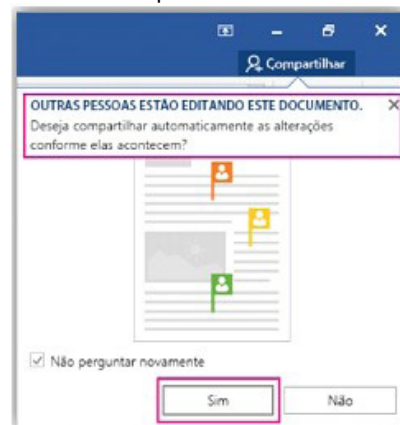 Compartilhar
OUTRAS PESSOAS ESTÃO EDITANDO ESTE DOCUMENTO.
Deseja compartilhar automaticamente as alterações
conforme elas acontecem?
Não perguntar novamente
Sim Não